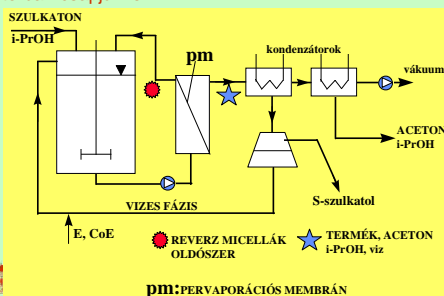 SZULKATON
i-PrOH
pm
kondenzátorok
vákuum
ACETON
i-PrOH
S-szulkatol
VIZES FÁZIS
E, CoE
REVERZ MICELLÁK
OLDÓSZER
TERMÉK, ACETON
i-PrOH, viz
pm:PERVAPORÁCIÓS MEMBRÁN